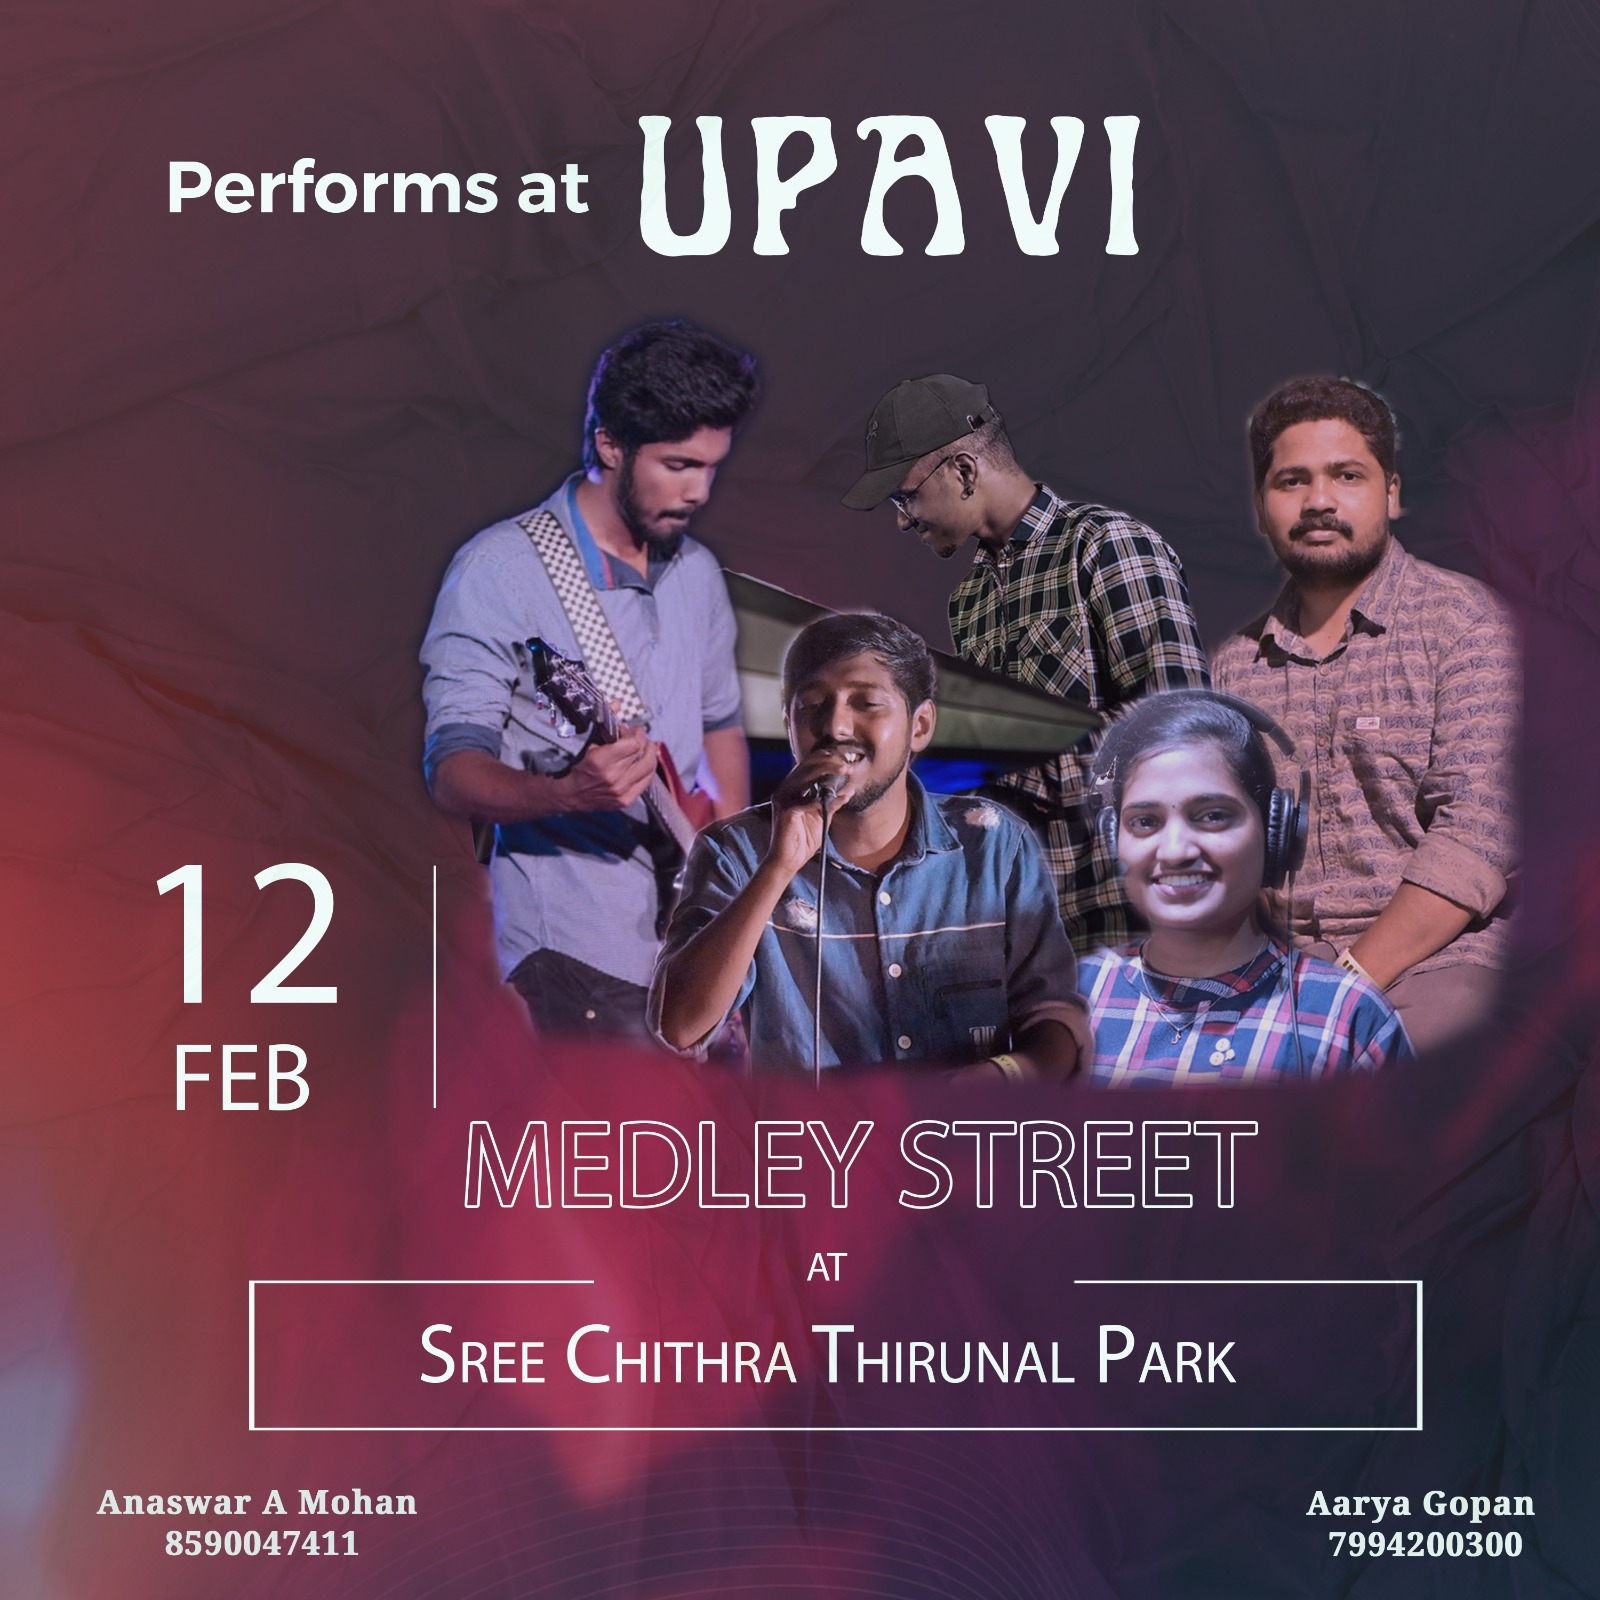 Performs at UPAVI
12
FEB
MEDLEY STREET
AT
SREE CHITHRA THIRUNAL PARK
Anaswar A Mohan
8590047411
Aarya Gopan
7994200300